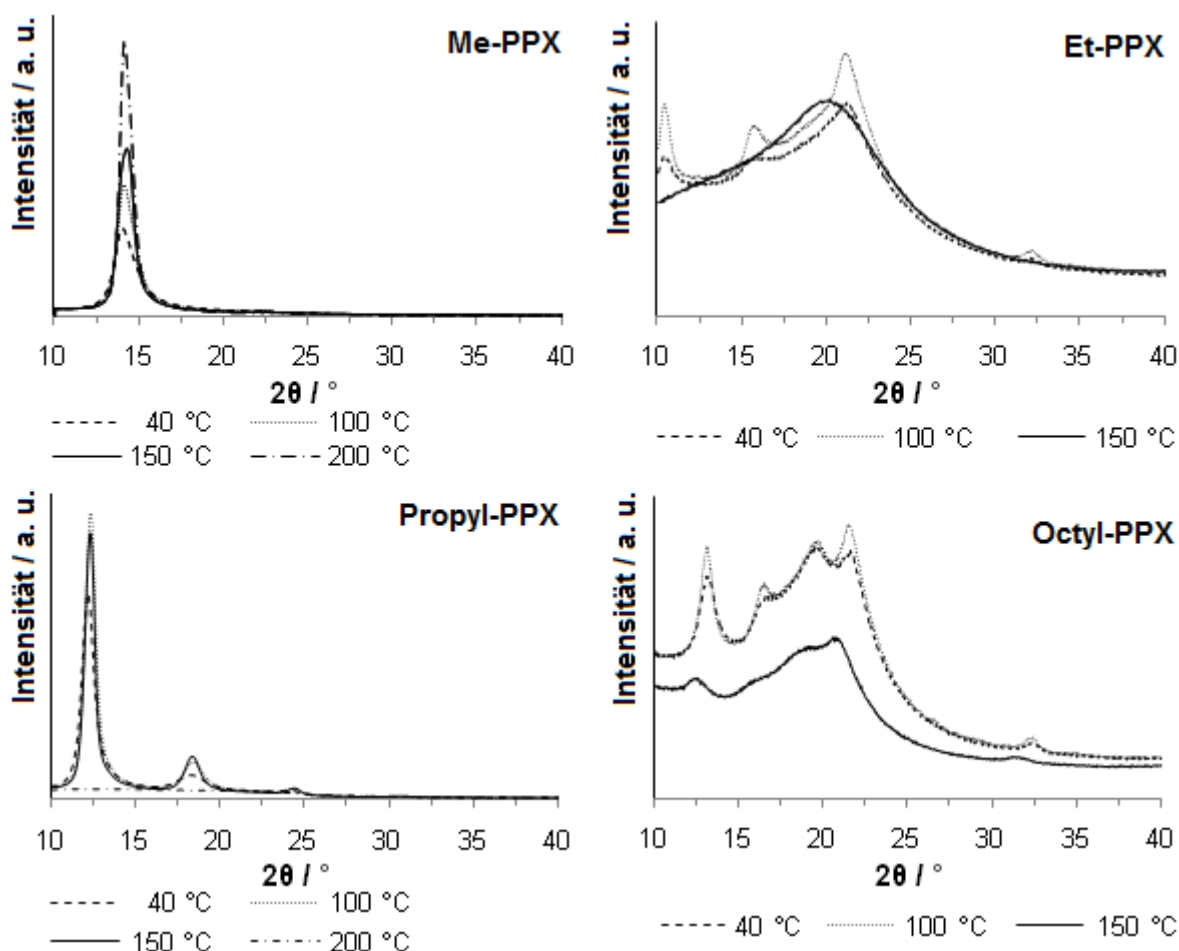 Me-PPX
Intensität / a. u.
10 15 20 25 30 35 40
2θ / °
40 °C 100 °C
150 °C 200 °C
Et-PPX
Intensität / a. u.
10 15 20 25 30 35 40
2θ / °
40 °C 100 °C 150 °C
Propyl-PPX
Intensität / a. u.
10 15 20 25 30 35 40
2θ / °
40 °C 100 °C
150 °C 200 °C
Octyl-PPX
Intensität / a. u.
10 15 20 25 30 35 40
2θ / °
40 °C 100 °C 150 °C